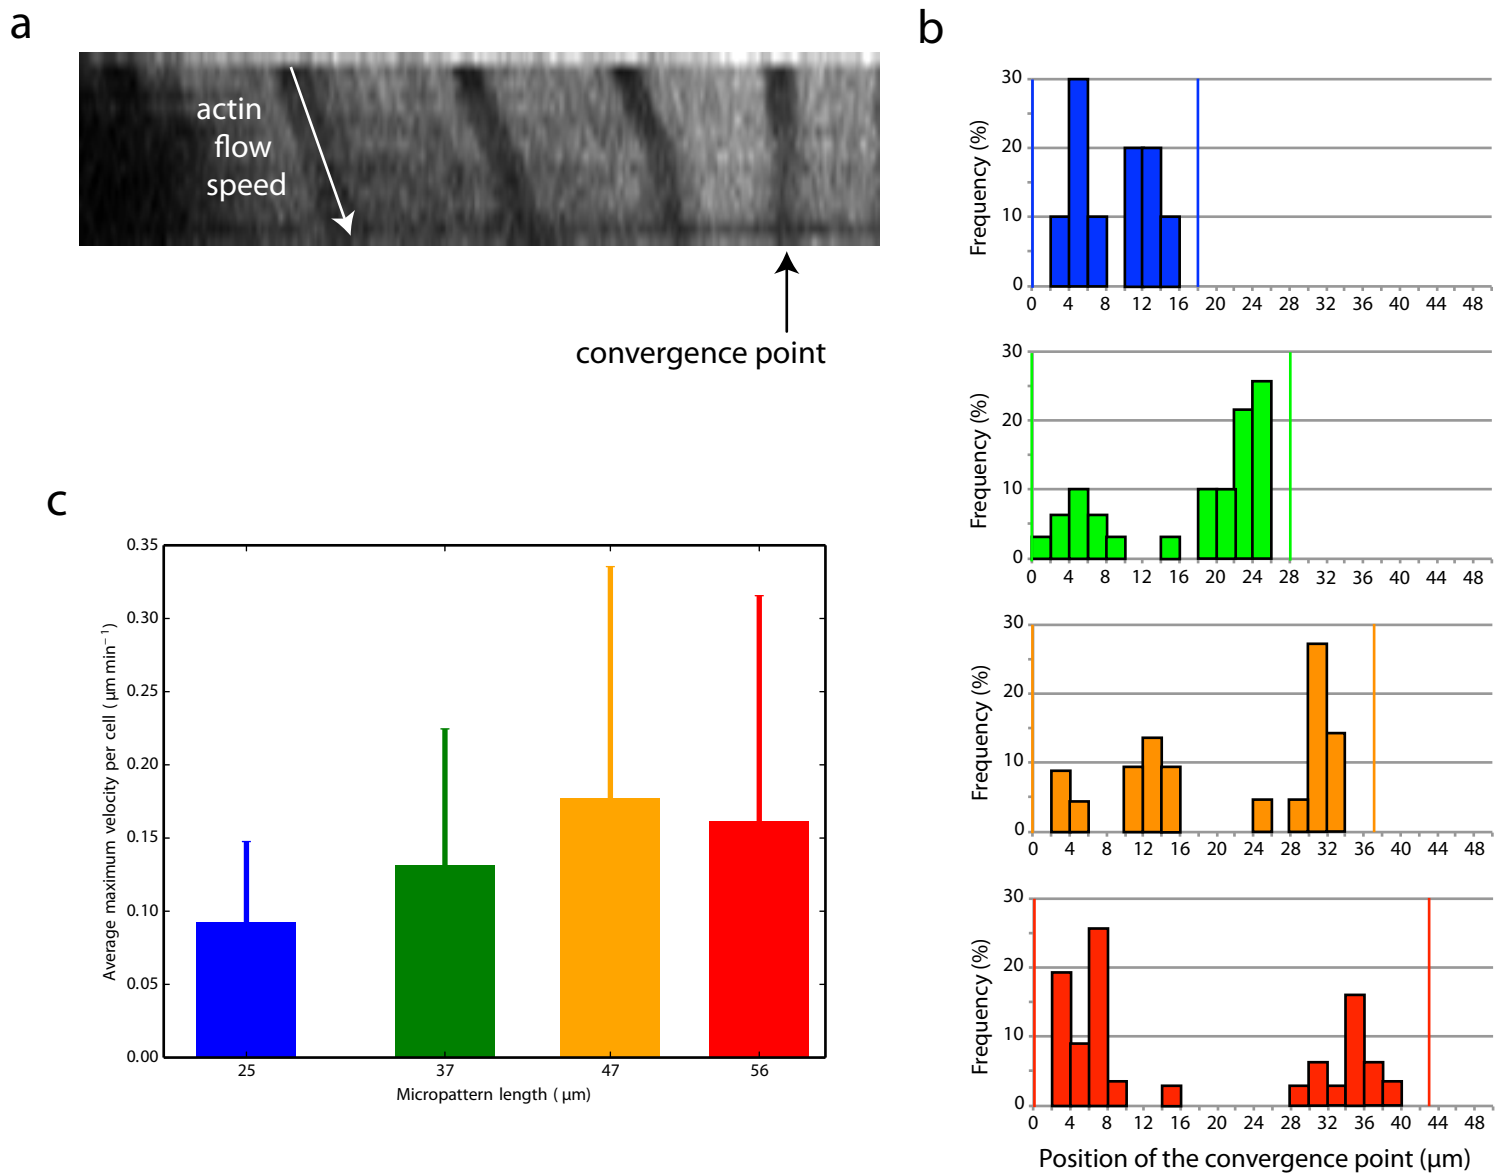 a
actin
flow
speed
convergence point
b
Frequency (%)
30
20
10
0
0 4 8 12 16 20 24 28 32 36 40 44 48
Frequency (%)
30
20
10
0
0 4 8 12 16 20 24 28 32 36 40 44 48
Frequency (%)
30
20
10
0
0 4 8 12 16 20 24 28 32 36 40 44 48
Frequency (%)
30
20
10
0
0 4 8 12 16 20 24 28 32 36 40 44 48
Position of the convergence point (μm)
c
Average maximum velocity per cell (μm min⁻¹)
0.35
0.30
0.25
0.20
0.15
0.10
0.05
0.00
25 37 47 56
Micropattern length (μm)